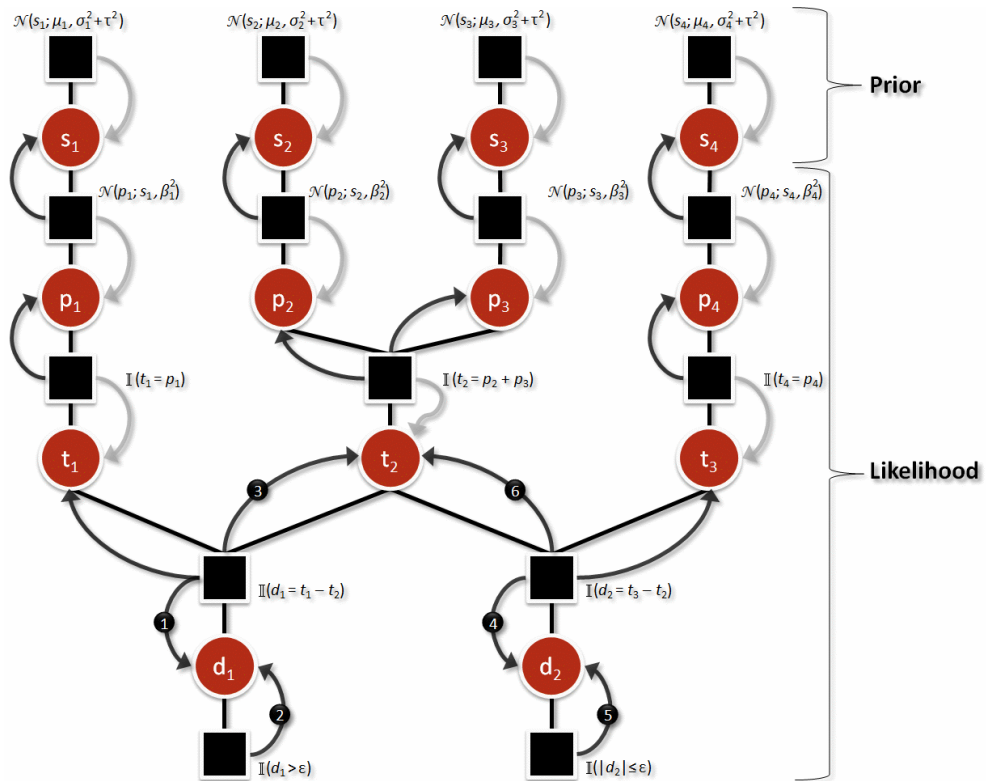 𝒩(s₁; μ₁, σ₁²+τ²) 𝒩(s₂; μ₂, σ₂²+τ²) 𝒩(s₃; μ₃, σ₃²+τ²) 𝒩(s₄; μ₄, σ₄²+τ²)
Prior
s₁ s₂ s₃ s₄
𝒩(p₁; s₁, β₁²) 𝒩(p₂; s₂, β₂²) 𝒩(p₃; s₃, β₃²) 𝒩(p₄; s₄, β₄²)
p₁ p₂ p₃ p₄
𝕀(t₁ = p₁) 𝕀(t₂ = p₂ + p₃) 𝕀(t₄ = p₄)
t₁ t₂ t₃
Likelihood
3 6
𝕀(d₁ = t₁ − t₂) 𝕀(d₂ = t₃ − t₂)
1 4
d₁ d₂
2 5
𝕀(d₁ > ε) 𝕀(|d₂| ≤ ε)